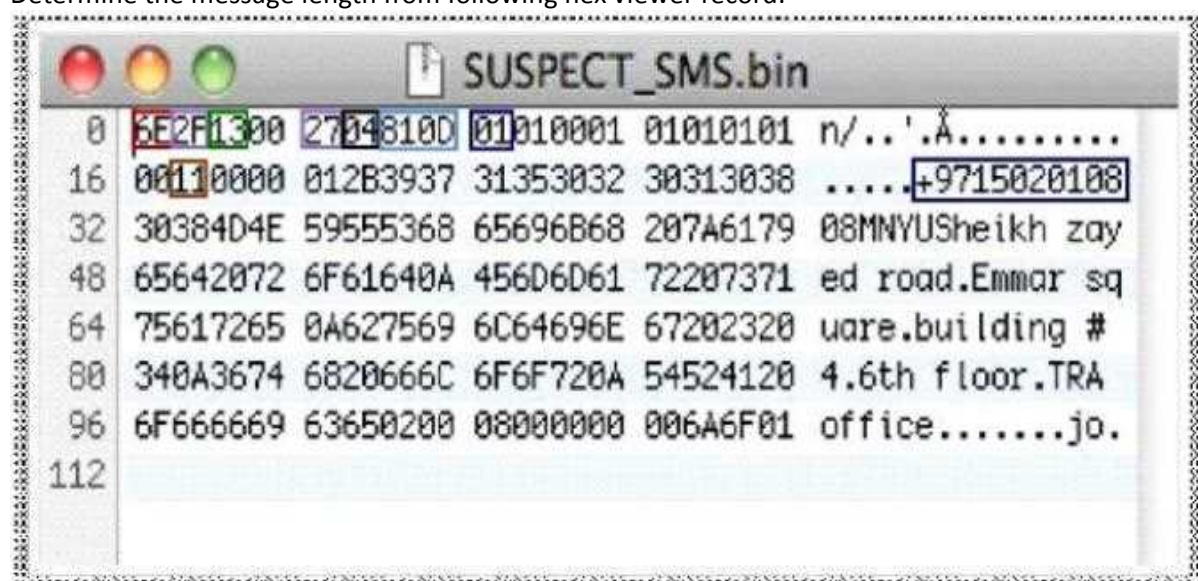 Determine the message length from following hex viewer record:
SUSPECT_SMS.bin
0 6E2F1300 2704810D 01010001 01010101 n/..'.Å.........
16 00110000 012B3937 31353032 30313038 .....+9715020108
32 30384D4E 59555368 65696B68 207A6179 08MNYUSheikh zay
48 65642072 6F61640A 456D6D61 72207371 ed road.Emmar sq
64 75617265 0A627569 6C64696E 67202320 uare.building #
80 340A3674 6820666C 6F6F720A 54524120 4.6th floor.TRA
96 6F666669 63650200 08000000 006A6F01 office.......jo.
112